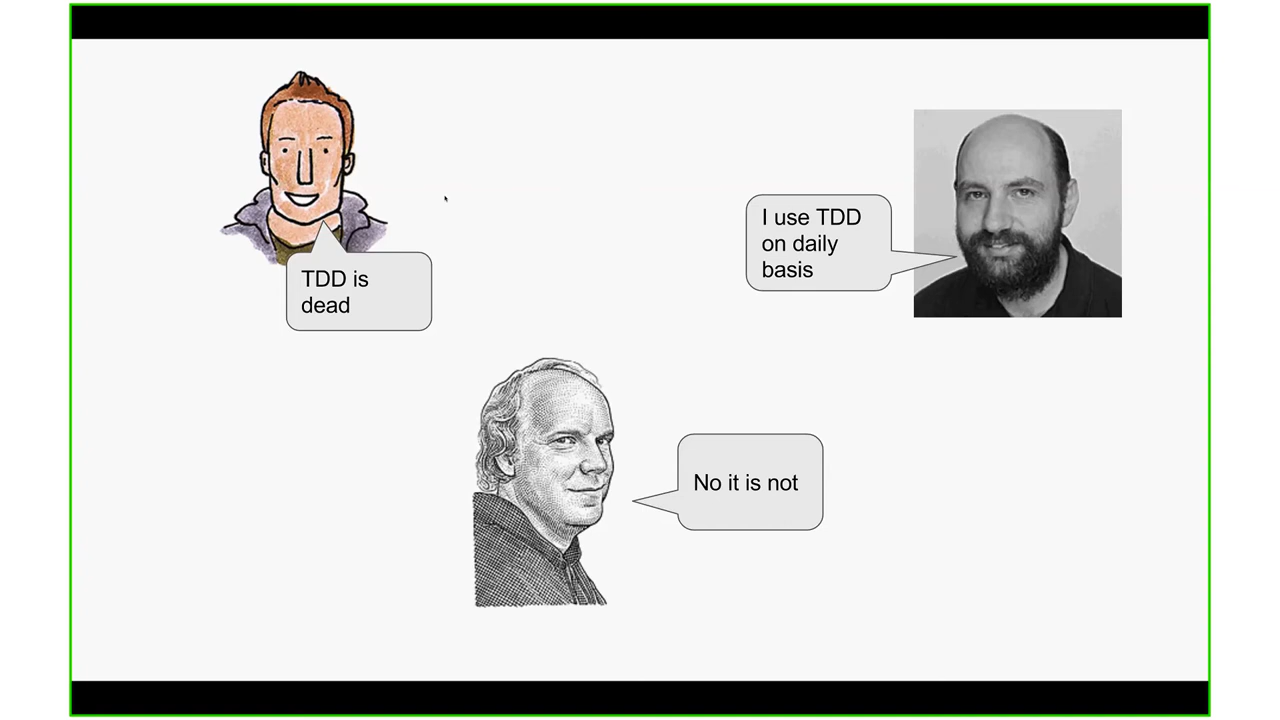 TDD is
dead
I use TDD
on daily
basis
No it is not